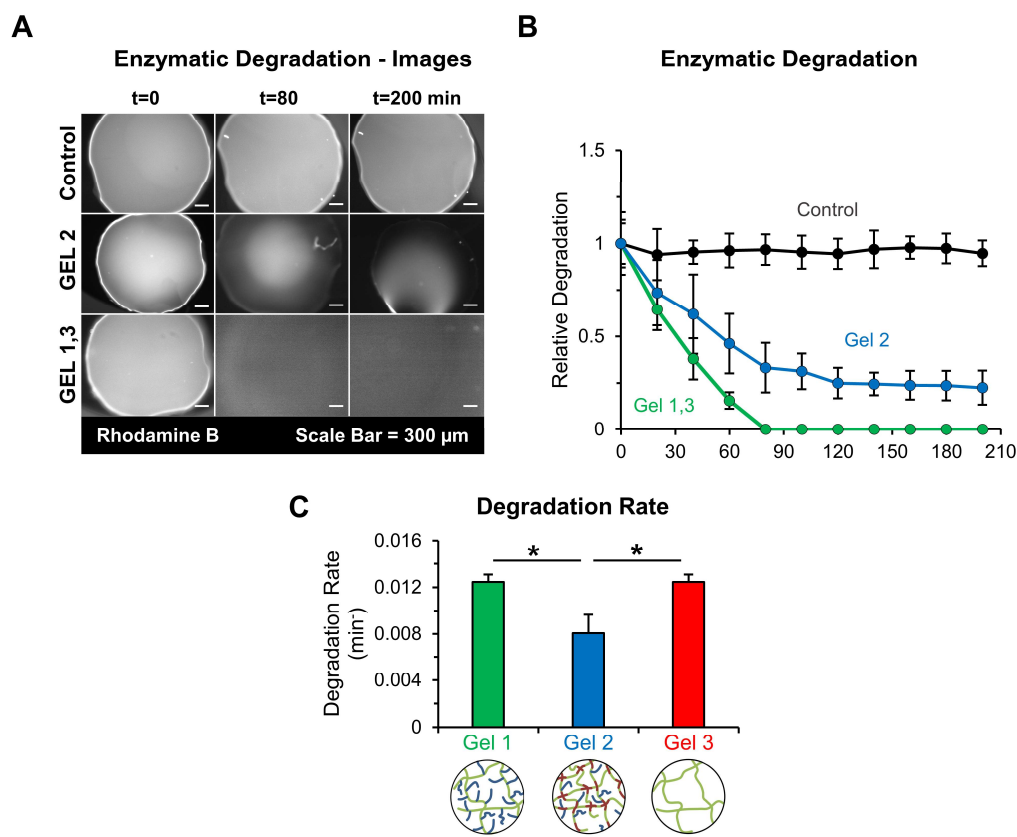 A
Enzymatic Degradation - Images
t=0 t=80 t=200 min
Control
GEL 2
GEL 1,3
Rhodamine B Scale Bar = 300 μm
B
Enzymatic Degradation
Relative Degradation
1.5
1
0.5
0
Control
Gel 2
Gel 1,3
0 30 60 90 120 150 180 210
C
Degradation Rate
Degradation Rate
(min⁻)
0.016
0.012
0.008
0.004
0
* *
Gel 1 Gel 2 Gel 3